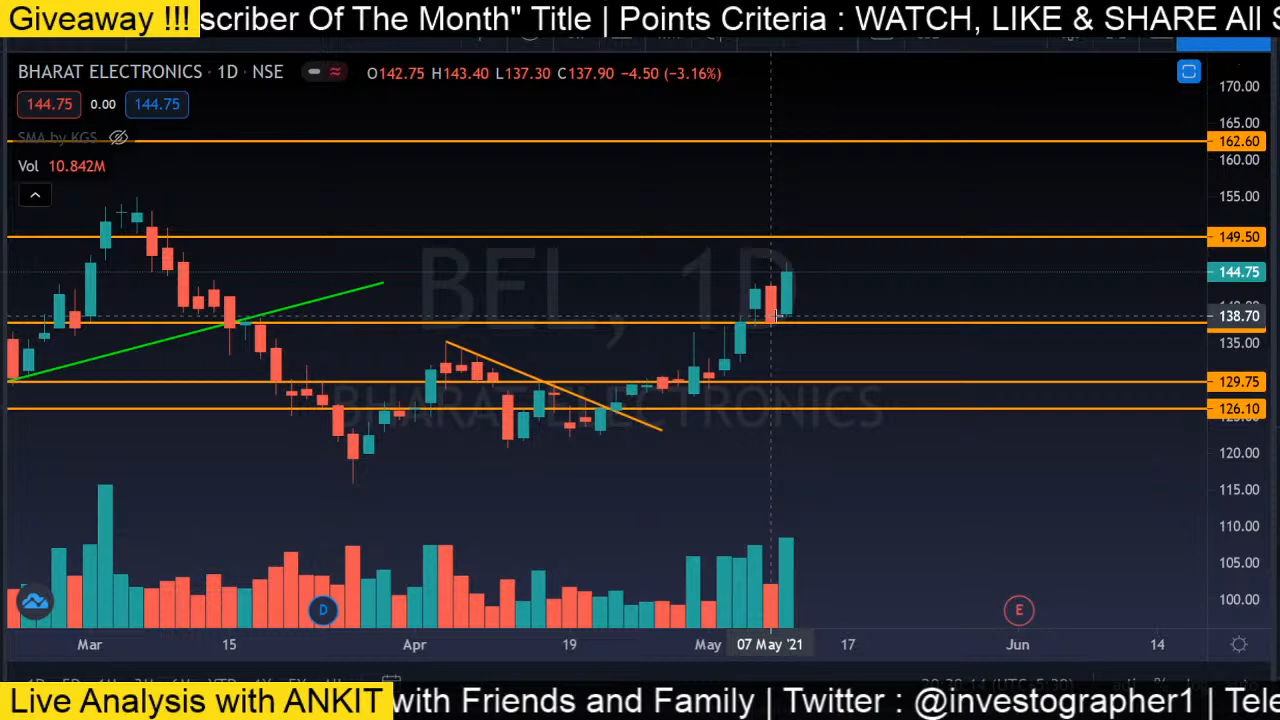 Giveaway !!! scriber Of The Month" Title | Points Criteria : WATCH, LIKE & SHARE All S
BHARAT ELECTRONICS · 1D · NSE O142.75 H143.40 L137.30 C137.90 −4.50 (−3.16%)
144.75 0.00 144.75
SMA by KGS
Vol 10.842M
170.00
165.00
162.60
160.00
155.00
149.50
144.75
140.00
138.70
135.00
129.75
126.10
120.00
115.00
110.00
105.00
100.00
BEL, 1D
BHARAT ELECTRONICS
D
E
Mar 15 Apr 19 May 07 May '21 17 Jun 14
Live Analysis with ANKIT with Friends and Family | Twitter : @investographer1 | Tele